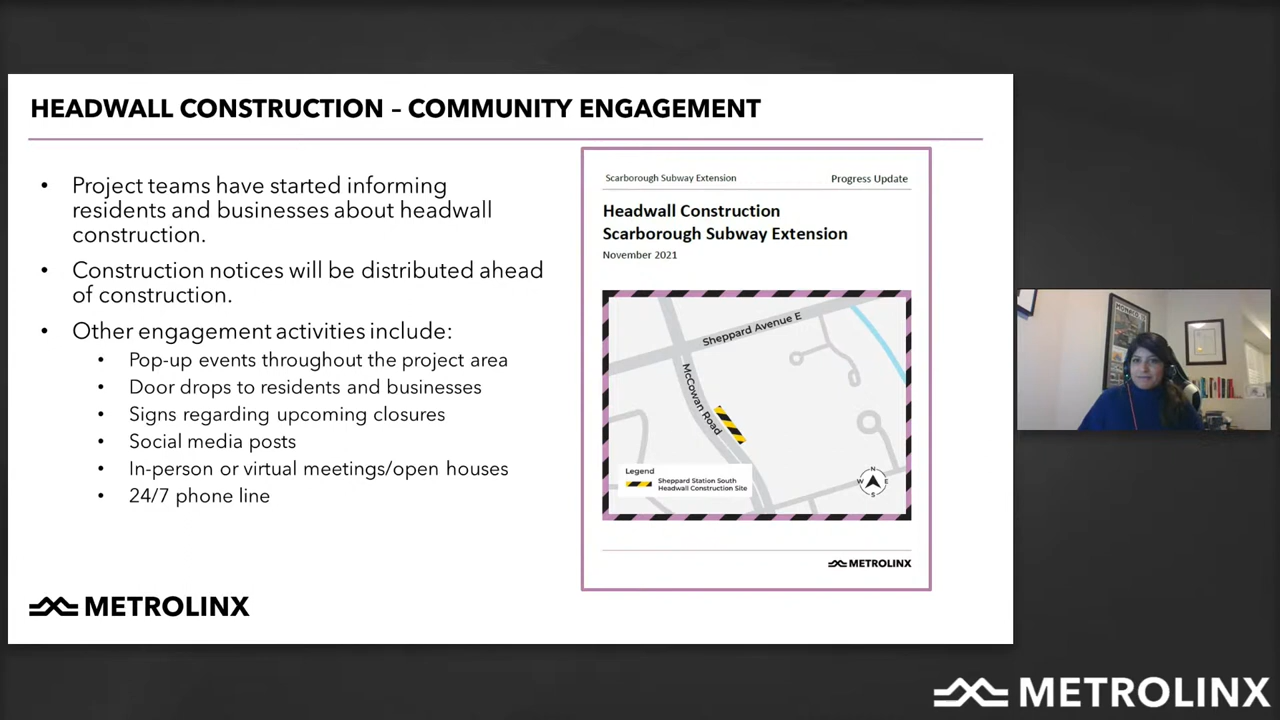 HEADWALL CONSTRUCTION – COMMUNITY ENGAGEMENT
• Project teams have started informing
residents and businesses about headwall
construction.
• Construction notices will be distributed ahead
of construction.
• Other engagement activities include:
• Pop-up events throughout the project area
• Door drops to residents and businesses
• Signs regarding upcoming closures
• Social media posts
• In-person or virtual meetings/open houses
• 24/7 phone line
METROLINX
Scarborough Subway Extension
Progress Update
Headwall Construction
Scarborough Subway Extension
November 2021
Sheppard Avenue E
McCowan Road
Legend
Sheppard Station South
Headwall Construction Site
N
W E
S
METROLINX
METROLINX